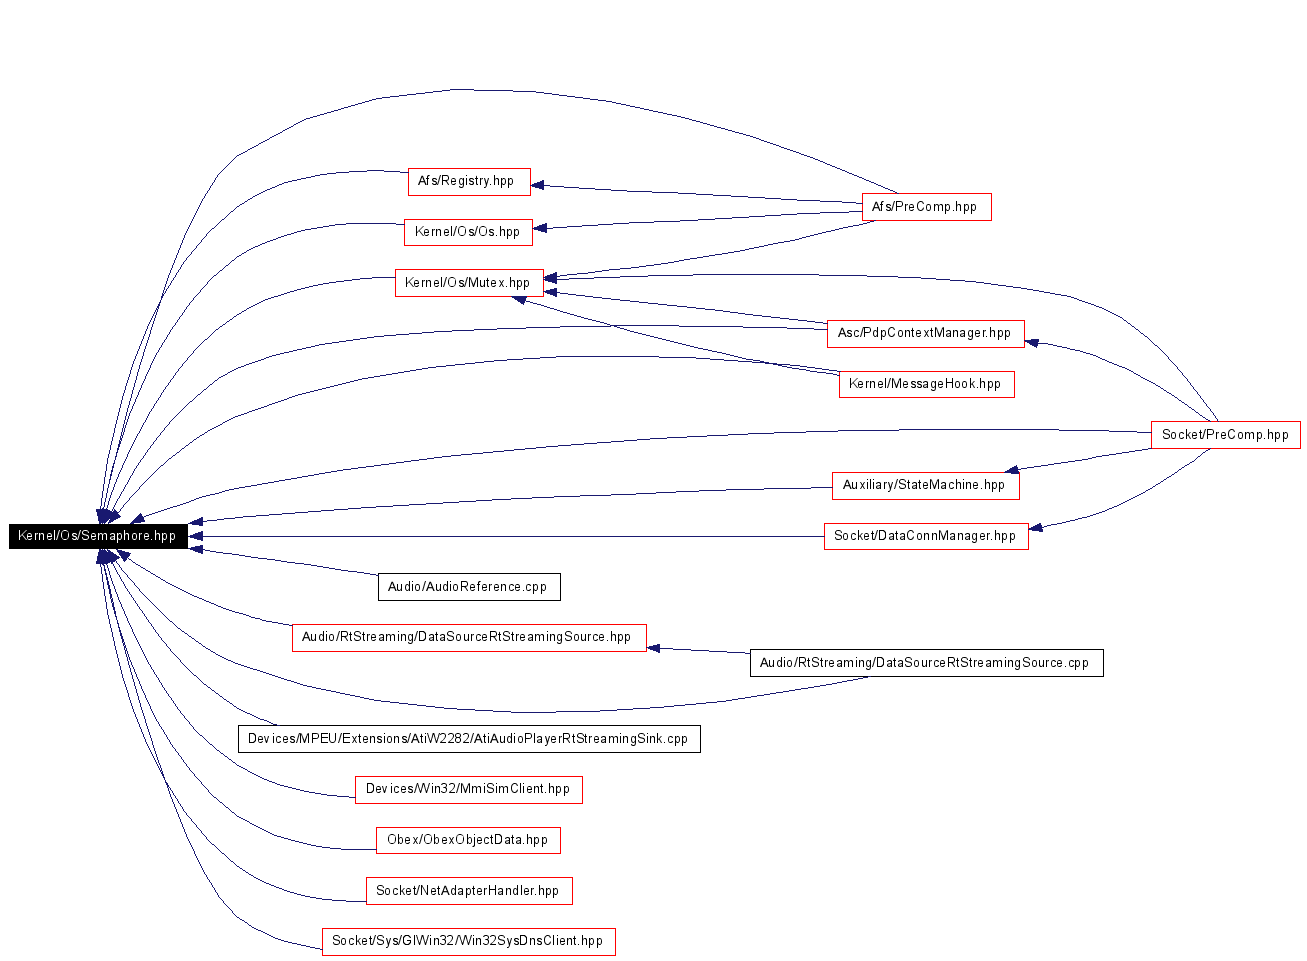 Afs/Registry.hpp
Afs/PreComp.hpp
Kernel/Os/Os.hpp
Kernel/Os/Mutex.hpp
Asc/PdpContextManager.hpp
Kernel/MessageHook.hpp
Socket/PreComp.hpp
Auxiliary/StateMachine.hpp
Kernel/Os/Semaphore.hpp
Socket/DataConnManager.hpp
Audio/AudioReference.cpp
Audio/RtStreaming/DataSourceRtStreamingSource.hpp
Audio/RtStreaming/DataSourceRtStreamingSource.cpp
Devices/MPEU/Extensions/AtiW2282/AtiAudioPlayerRtStreamingSink.cpp
Devices/Win32/MmiSimClient.hpp
Obex/ObexObjectData.hpp
Socket/NetAdapterHandler.hpp
Socket/Sys/GlWin32/Win32SysDnsClient.hpp